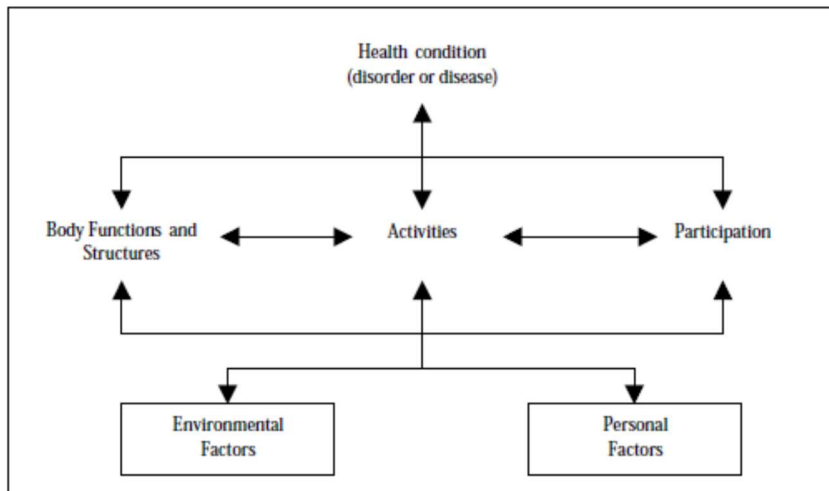 Health condition
(disorder or disease)
Body Functions and
Structures
Activities
Participation
Environmental
Factors
Personal
Factors